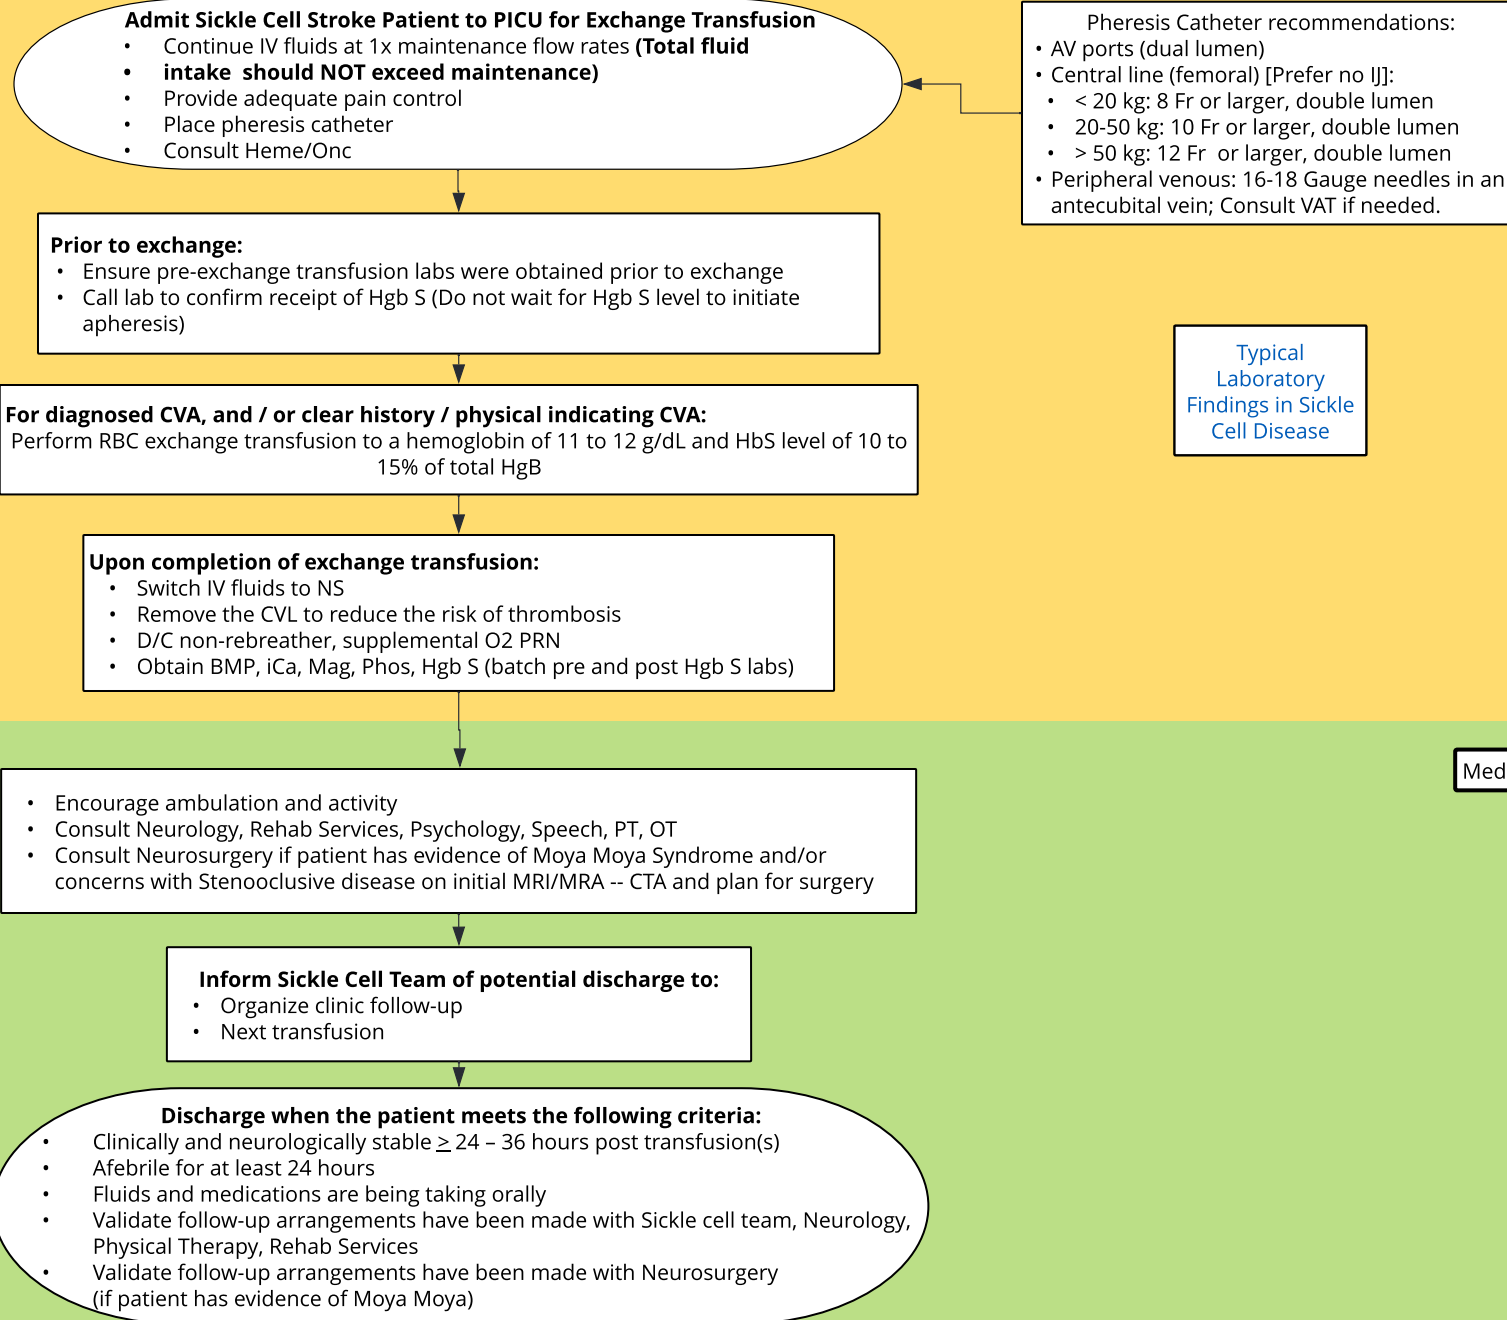 Admit Sickle Cell Stroke Patient to PICU for Exchange Transfusion
• Continue IV fluids at 1x maintenance flow rates (Total fluid
• intake should NOT exceed maintenance)
• Provide adequate pain control
• Place pheresis catheter
• Consult Heme/Onc
Pheresis Catheter recommendations:
• AV ports (dual lumen)
• Central line (femoral) [Prefer no IJ]:
• < 20 kg: 8 Fr or larger, double lumen
• 20-50 kg: 10 Fr or larger, double lumen
• > 50 kg: 12 Fr or larger, double lumen
• Peripheral venous: 16-18 Gauge needles in an
antecubital vein; Consult VAT if needed.
Prior to exchange:
• Ensure pre-exchange transfusion labs were obtained prior to exchange
• Call lab to confirm receipt of Hgb S (Do not wait for Hgb S level to initiate
apheresis)
Typical
Laboratory
Findings in Sickle
Cell Disease
For diagnosed CVA, and / or clear history / physical indicating CVA:
Perform RBC exchange transfusion to a hemoglobin of 11 to 12 g/dL and HbS level of 10 to
15% of total HgB
Upon completion of exchange transfusion:
• Switch IV fluids to NS
• Remove the CVL to reduce the risk of thrombosis
• D/C non-rebreather, supplemental O2 PRN
• Obtain BMP, iCa, Mag, Phos, Hgb S (batch pre and post Hgb S labs)
Med
• Encourage ambulation and activity
• Consult Neurology, Rehab Services, Psychology, Speech, PT, OT
• Consult Neurosurgery if patient has evidence of Moya Moya Syndrome and/or
concerns with Stenooclusive disease on initial MRI/MRA -- CTA and plan for surgery
Inform Sickle Cell Team of potential discharge to:
• Organize clinic follow-up
• Next transfusion
Discharge when the patient meets the following criteria:
• Clinically and neurologically stable ≥ 24 – 36 hours post transfusion(s)
• Afebrile for at least 24 hours
• Fluids and medications are being taking orally
• Validate follow-up arrangements have been made with Sickle cell team, Neurology,
Physical Therapy, Rehab Services
• Validate follow-up arrangements have been made with Neurosurgery
(if patient has evidence of Moya Moya)